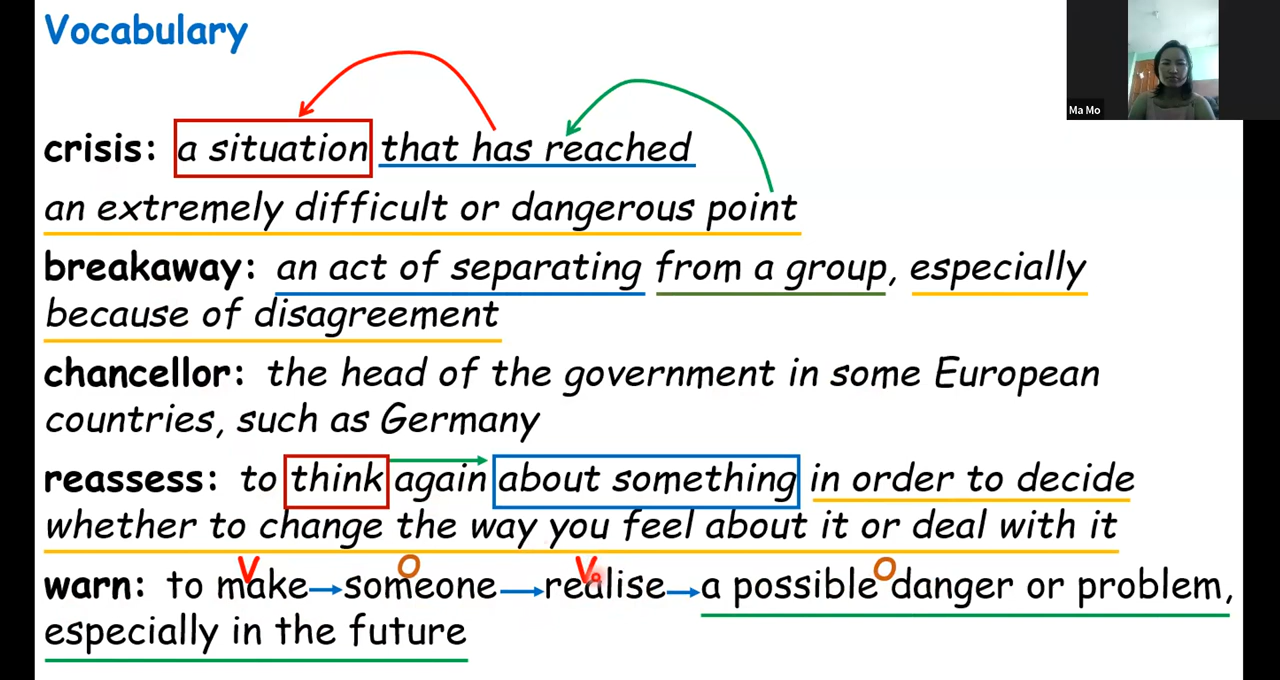 Vocabulary
Ma Mo
crisis: a situation that has reached
an extremely difficult or dangerous point
breakaway: an act of separating from a group, especially
because of disagreement
chancellor: the head of the government in some European
countries, such as Germany
reassess: to think again about something in order to decide
whether to change the way you feel about it or deal with it
V O V O
warn: to make someone realise a possible danger or problem,
especially in the future